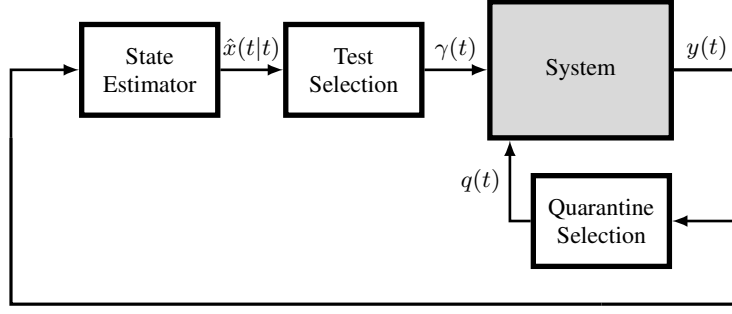 State
Estimator
x̂(t|t)
Test
Selection
γ(t)
System
y(t)
q(t)
Quarantine
Selection